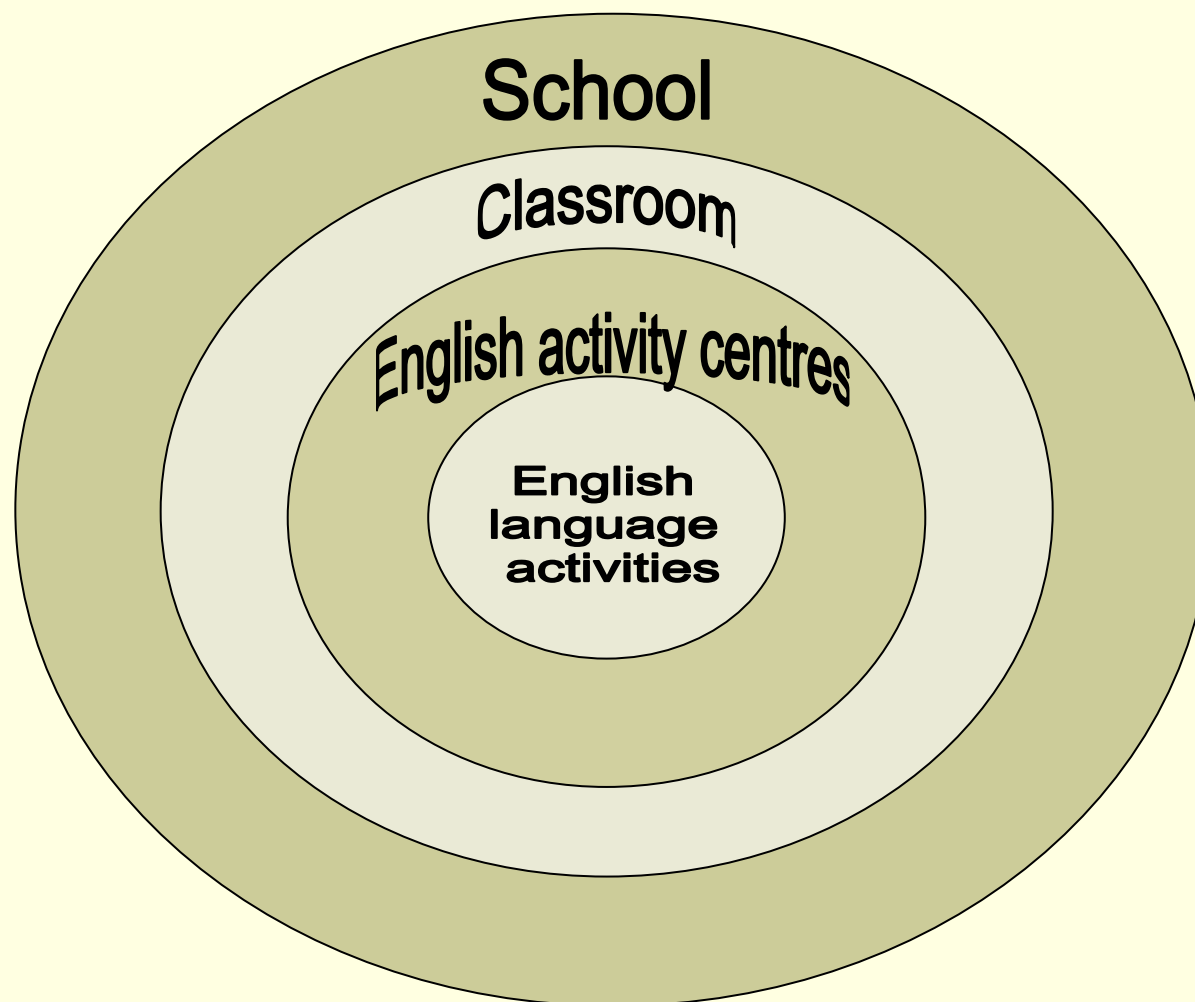 School
Classroom
English activity centres
English
language
activities